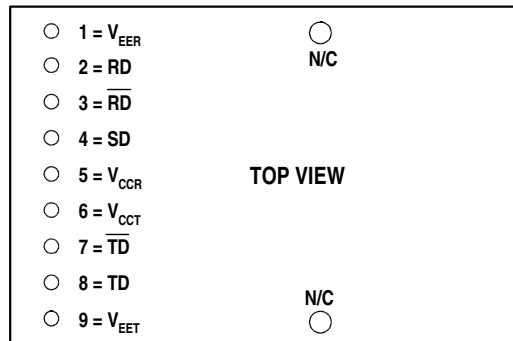 1 = V_EER
N/C
2 = RD
3 = R̅D̅
4 = SD
5 = V_CCR
TOP VIEW
6 = V_CCT
7 = T̅D̅
8 = TD
N/C
9 = V_EET